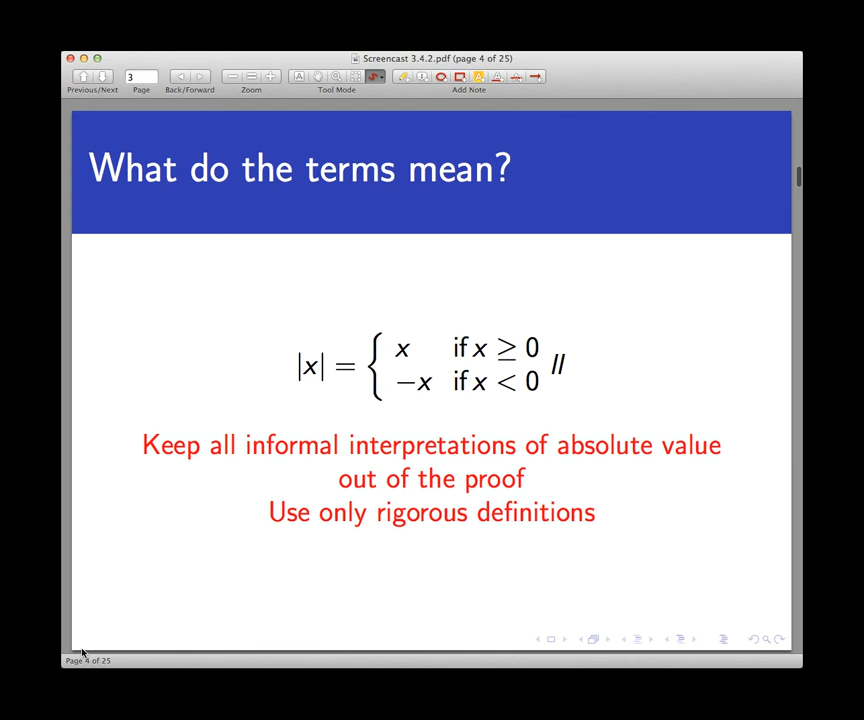 Screencast 3.4.2.pdf (page 4 of 25)
3
Previous/Next Page Back/Forward Zoom Tool Mode Add Note
What do the terms mean?
|x| = { x if x ≥ 0
−x if x < 0 //
Keep all informal interpretations of absolute value
out of the proof
Use only rigorous definitions
Page 4 of 25